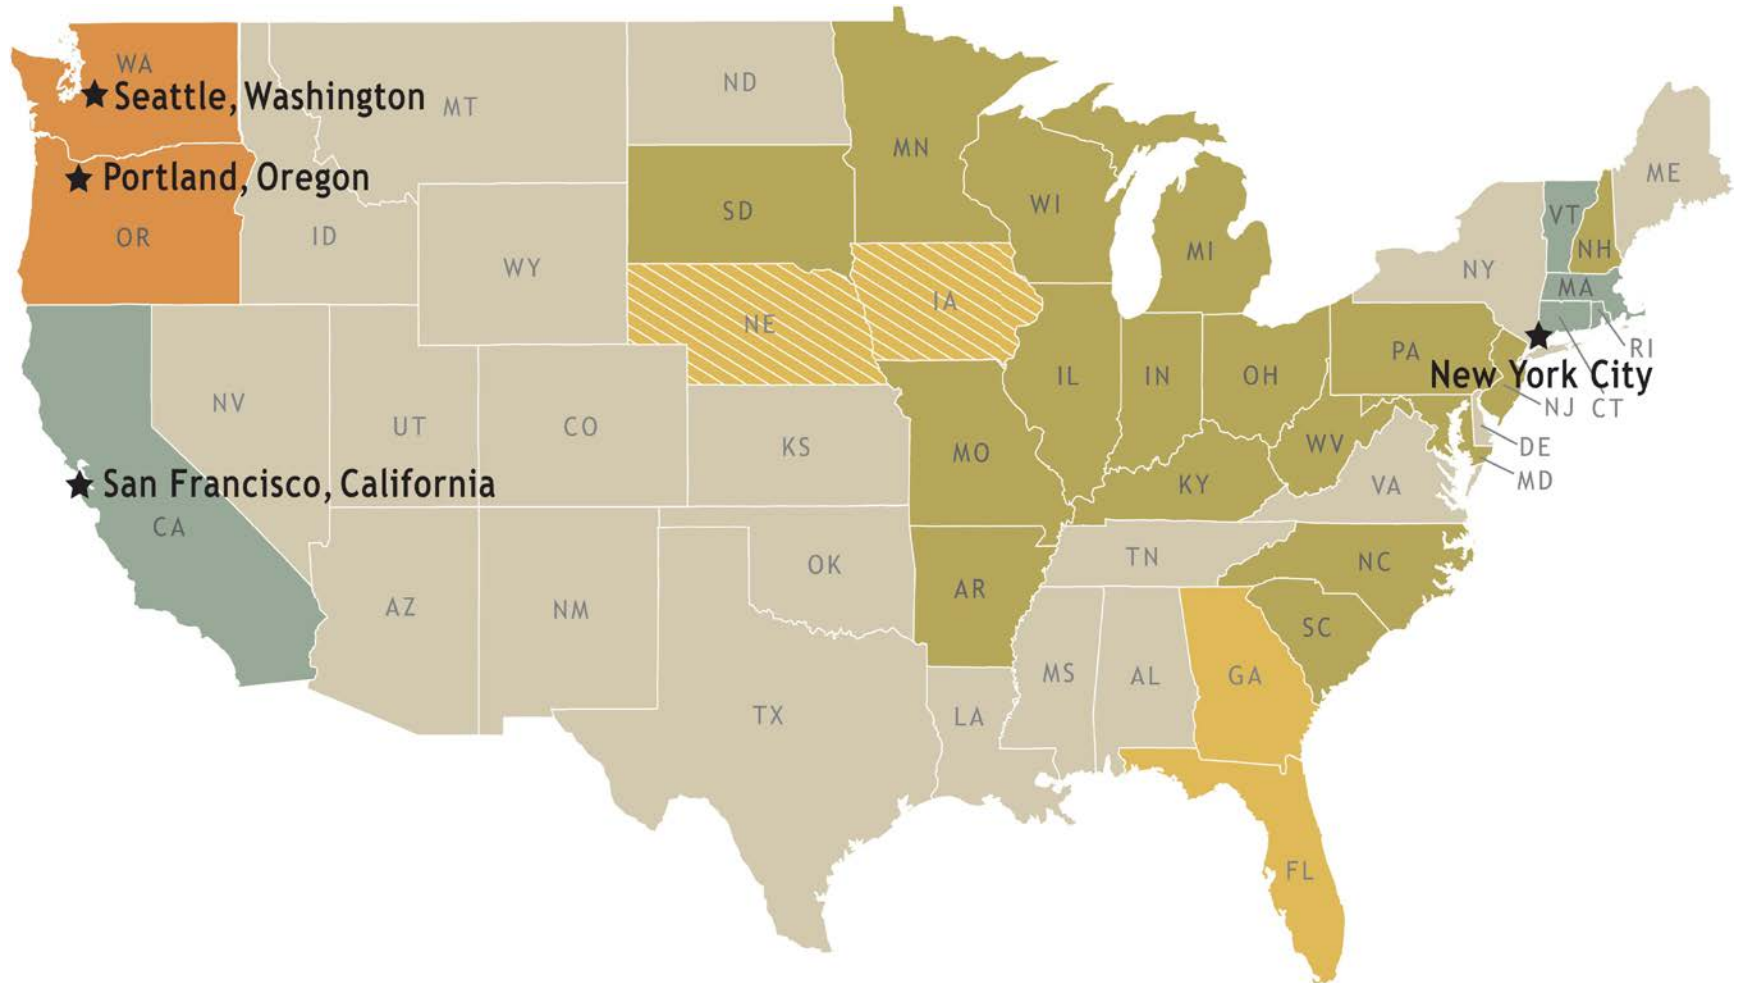 WA
Seattle, Washington
MT
ND
MN
Portland, Oregon
OR
ID
WY
SD
WI
MI
ME
VT
NH
NY
MA
NE
IA
RI
PA
New York City
NJ
CT
IL
IN
OH
NV
UT
CO
KS
MO
WV
DE
MD
KY
VA
San Francisco, California
CA
OK
TN
NC
AZ
NM
AR
SC
MS
AL
GA
TX
LA
FL